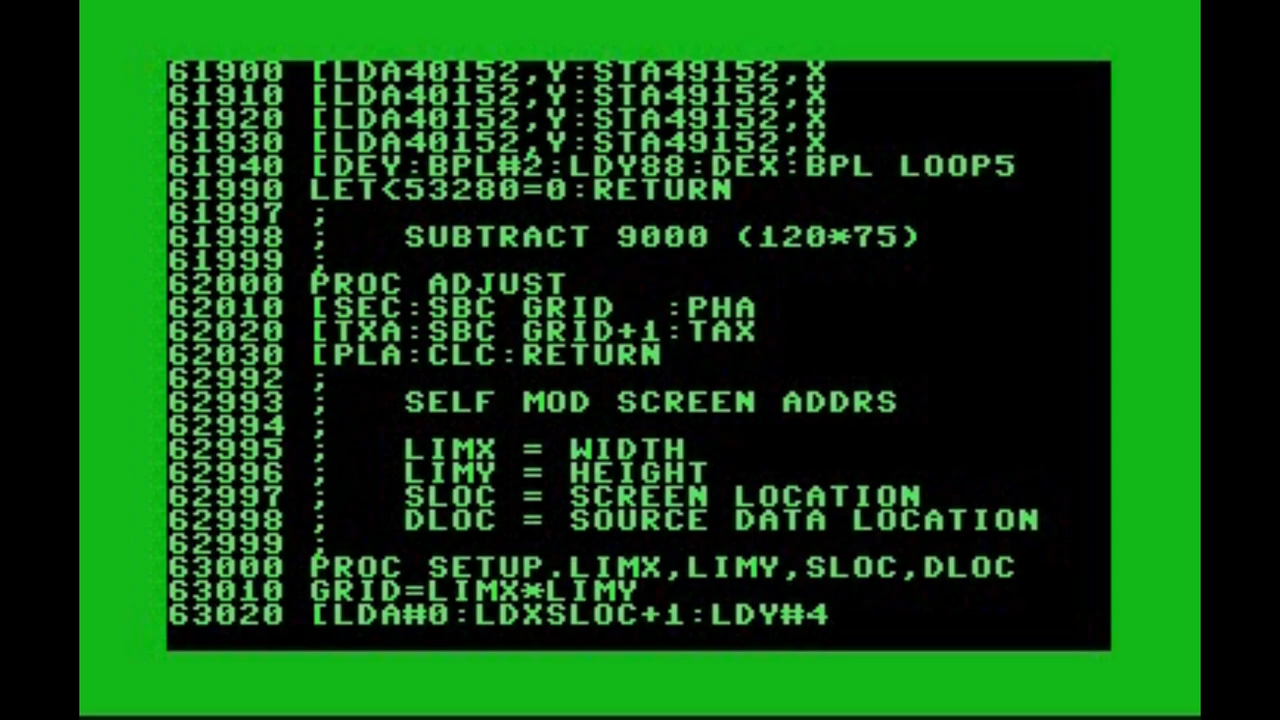 61900 [LDA40152,Y:STA49152,X
61910 [LDA40152,Y:STA49152,X
61920 [LDA40152,Y:STA49152,X
61930 [LDA40152,Y:STA49152,X
61940 [DEY:BPL#2:LDY88:DEX:BPL LOOP5
61990 LET<53280=0:RETURN
61997 ;
61998 ;   SUBTRACT 9000 (120*75)
61999 ;
62000 PROC ADJUST
62010 [SEC:SBC GRID  :PHA
62020 [TXA:SBC GRID+1:TAX
62030 [PLA:CLC:RETURN
62992 ;
62993 ;   SELF MOD SCREEN ADDRS
62994 ;
62995 ;   LIMX = WIDTH
62996 ;   LIMY = HEIGHT
62997 ;   SLOC = SCREEN LOCATION
62998 ;   DLOC = SOURCE DATA LOCATION
62999 ;
63000 PROC SETUP.LIMX,LIMY,SLOC,DLOC
63010 GRID=LIMX*LIMY
63020 [LDA#0:LDXSLOC+1:LDY#4